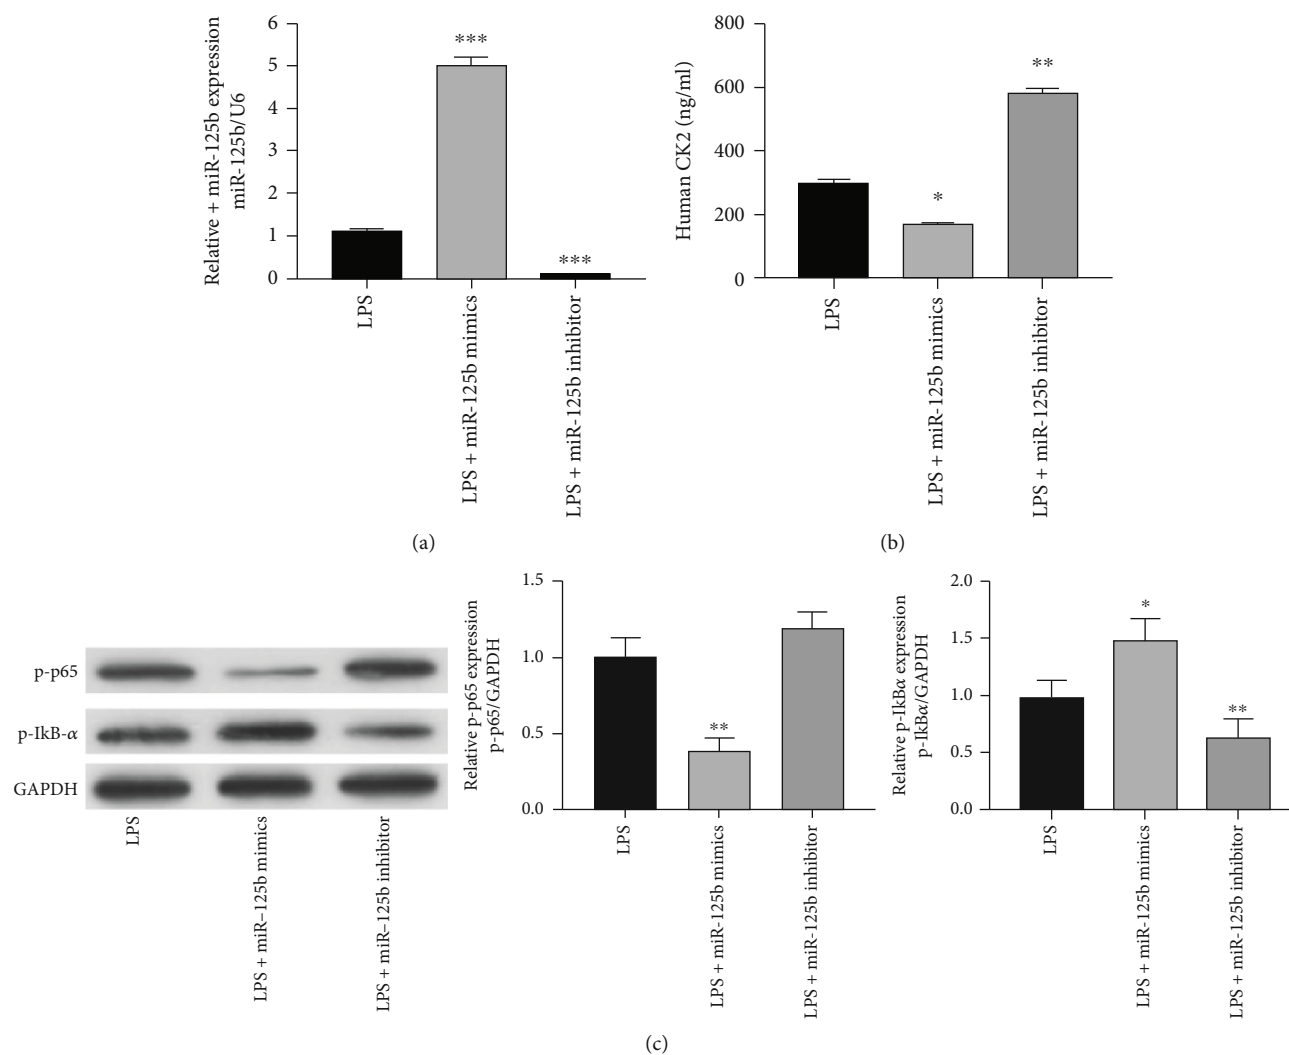 Relative + miR-125b expression
miR-125b/U6
6
5
4
3
2
1
0
***
***
LPS
LPS + miR-125b mimics
LPS + miR-125b inhibitor
(a)
Human CK2 (ng/ml)
800
600
400
200
0
*
**
LPS
LPS + miR-125b mimics
LPS + miR-125b inhibitor
(b)
p-p65
p-IkB-α
GAPDH
LPS
LPS + miR–125b mimics
LPS + miR–125b inhibitor
Relative p-p65 expression
p-p65/GAPDH
1.5
1.0
0.5
0.0
**
LPS
LPS + miR-125b mimics
LPS + miR-125b inhibitor
Relative p-IkBα expression
p-IkBα/GAPDH
2.0
1.5
1.0
0.5
0.0
*
**
LPS
LPS + miR-125b mimics
LPS + miR-125b inhibitor
(c)